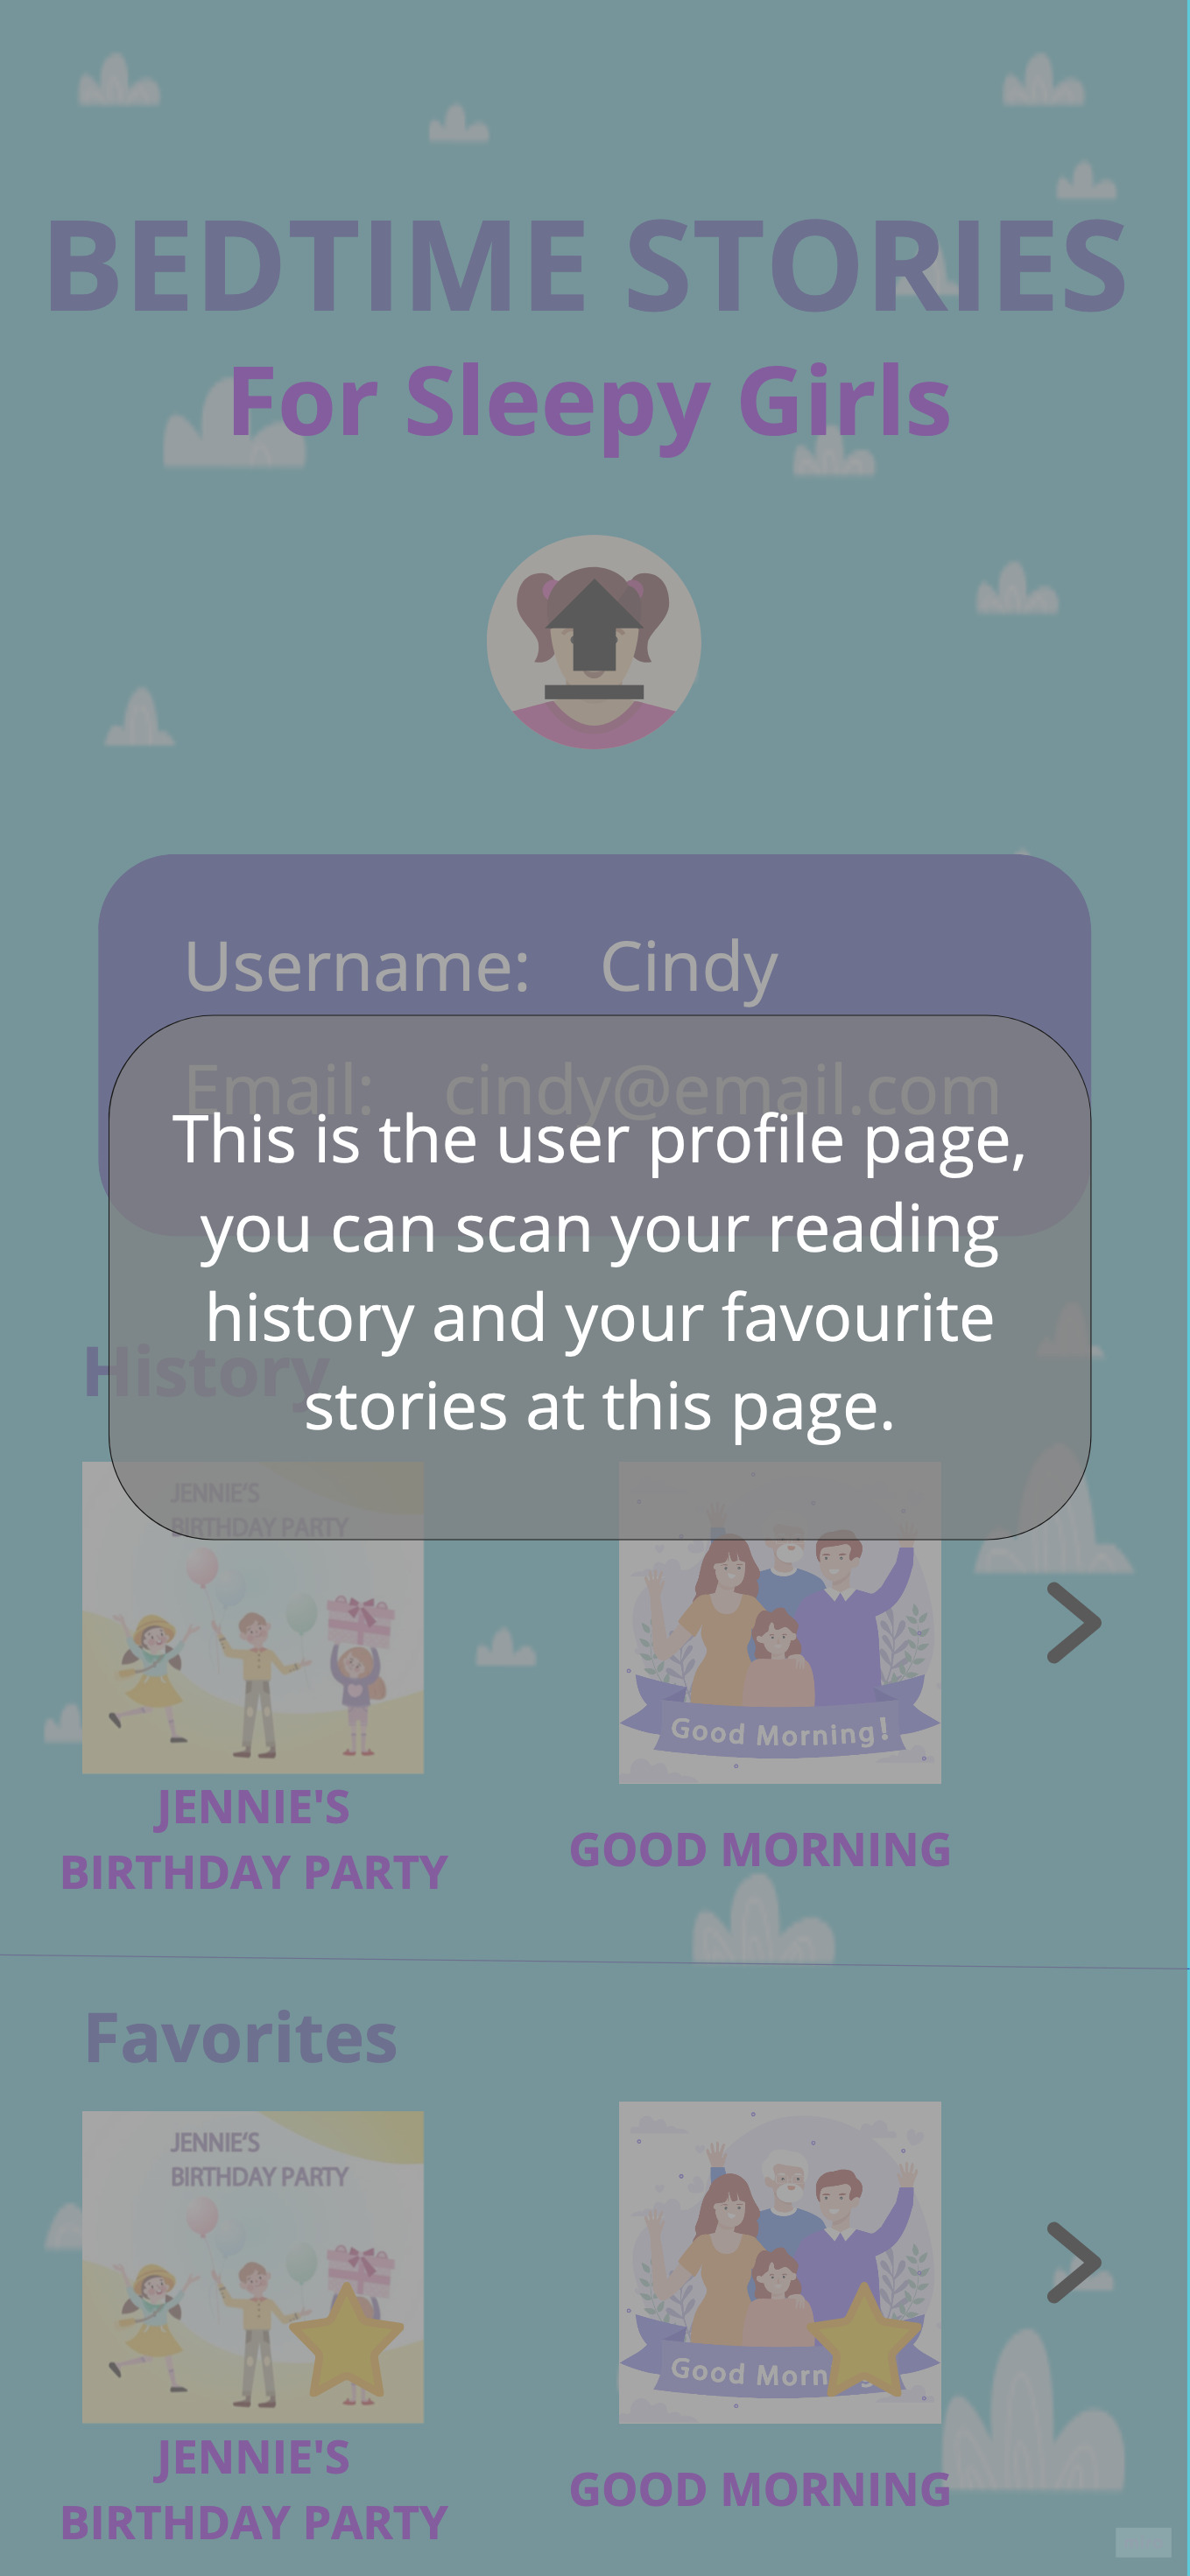 BEDTIME STORIES
For Sleepy Girls
Username: Cindy
Email: cindy@email.com
This is the user profile page,
you can scan your reading
history and your favourite
stories at this page.
History
JENNIE'S
BIRTHDAY PARTY
Good Morning!
JENNIE'S
BIRTHDAY PARTY
GOOD MORNING
Favorites
JENNIE'S
BIRTHDAY PARTY
Good Morn
JENNIE'S
BIRTHDAY PARTY
GOOD MORNING